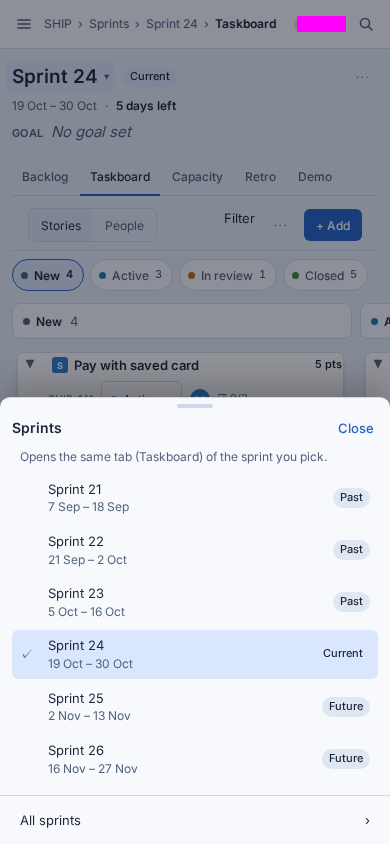 SHIP › Sprints › Sprint 24 › Taskboard
Sprint 24 ▾ Current ...
19 Oct – 30 Oct · 5 days left
GOAL No goal set
Backlog Taskboard Capacity Retro Demo
Stories People Filter ... + Add
New 4 Active 3 In review 1 Closed 5
New 4
S Pay with saved card 5 pts
Sprints Close
Opens the same tab (Taskboard) of the sprint you pick.
Sprint 21
7 Sep – 18 Sep
Past
Sprint 22
21 Sep – 2 Oct
Past
Sprint 23
5 Oct – 16 Oct
Past
✓ Sprint 24
19 Oct – 30 Oct
Current
Sprint 25
2 Nov – 13 Nov
Future
Sprint 26
16 Nov – 27 Nov
Future
All sprints ›